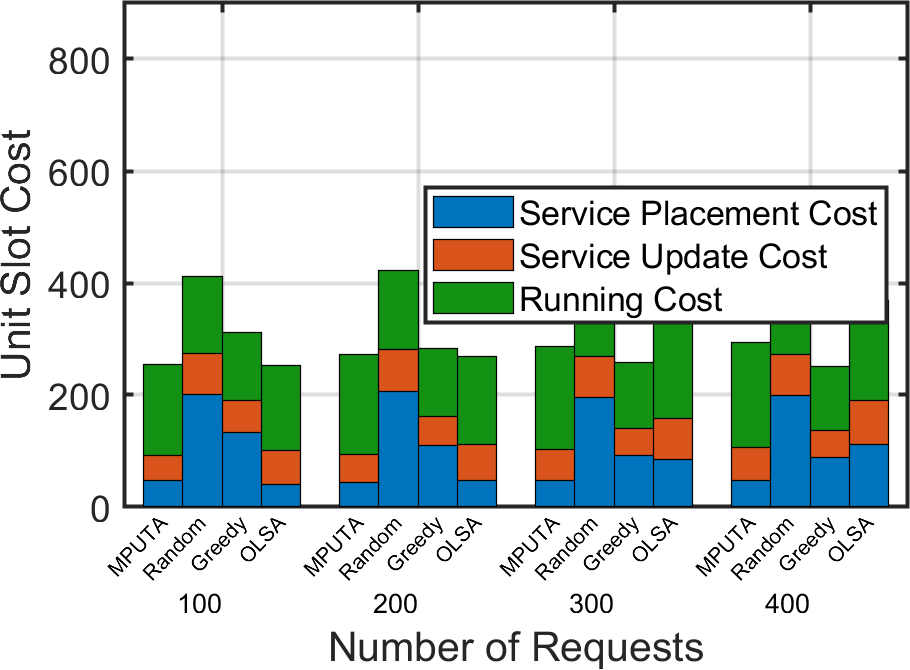 Unit Slot Cost
800
600
400
200
0
Service Placement Cost
Service Update Cost
Running Cost
MPUTA Random Greedy OLSA MPUTA Random Greedy OLSA MPUTA Random Greedy OLSA MPUTA Random Greedy OLSA
100 200 300 400
Number of Requests